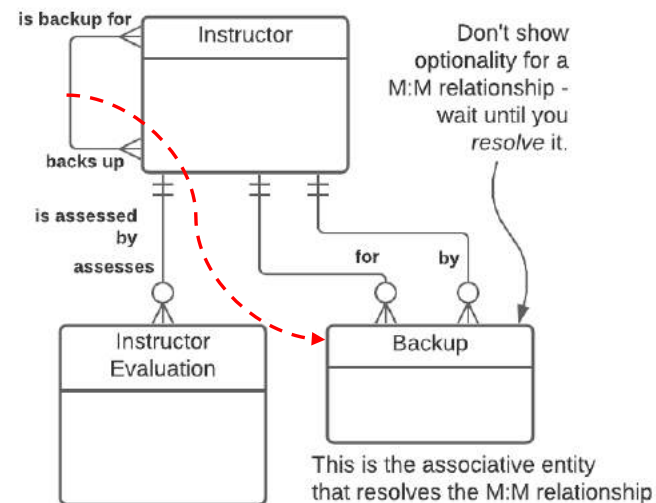 is backup for
Instructor
Don't show
optionality for a
M:M relationship -
wait until you
resolve it.
backs up
is assessed
by
assesses
for
by
Instructor
Evaluation
Backup
This is the associative entity
that resolves the M:M relationship